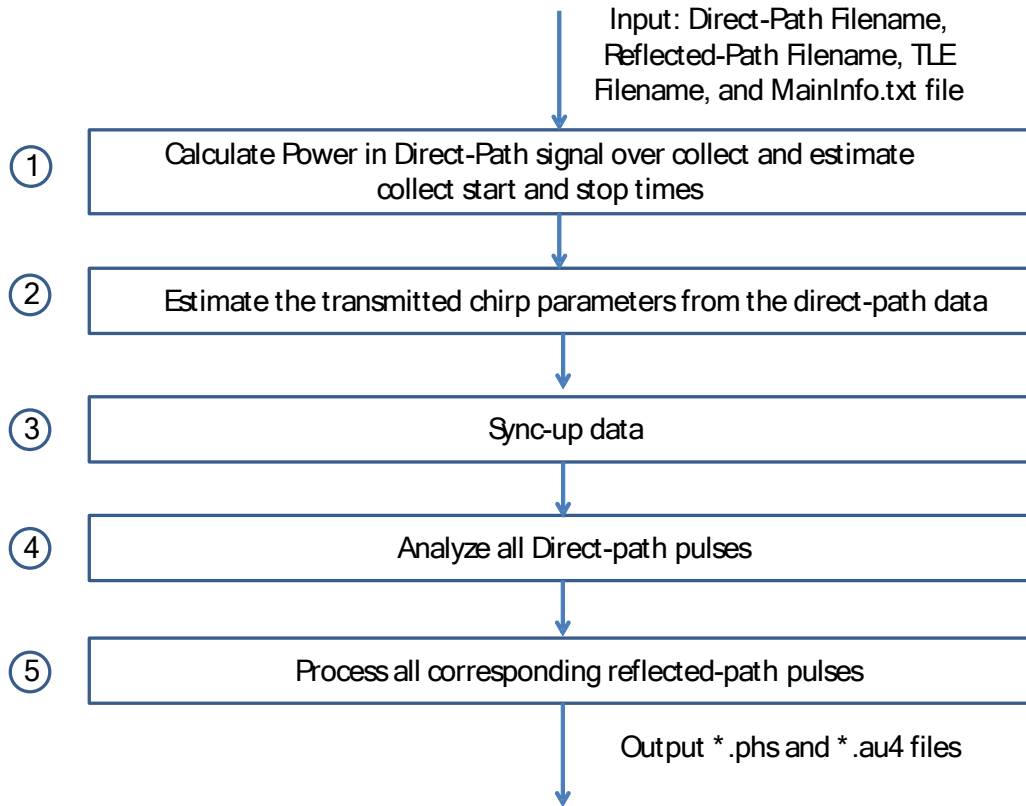 Input: Direct-Path Filename,
Reflected-Path Filename, TLE
Filename, and MainInfo.txt file
1
Calculate Power in Direct-Path signal over collect and estimate
collect start and stop times
2
Estimate the transmitted chirp parameters from the direct-path data
3
Sync-up data
4
Analyze all Direct-path pulses
5
Process all corresponding reflected-path pulses
Output *.phs and *.au4 files